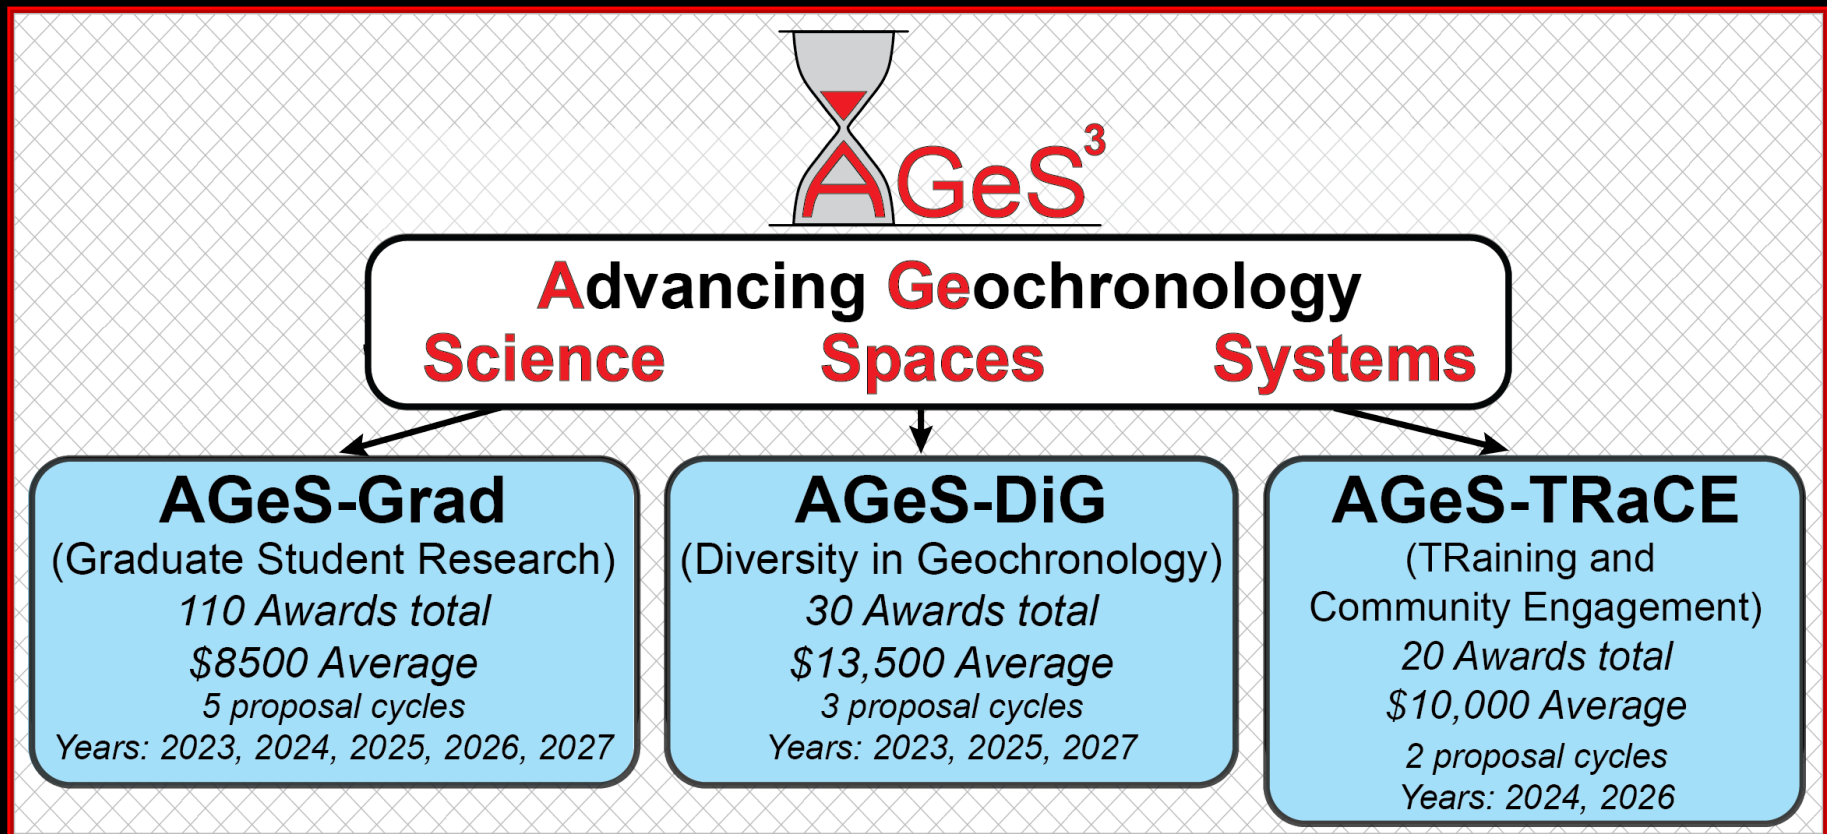 AGeS³
Advancing Geochronology
Science Spaces Systems
AGeS-Grad
(Graduate Student Research)
110 Awards total
$8500 Average
5 proposal cycles
Years: 2023, 2024, 2025, 2026, 2027
AGeS-DiG
(Diversity in Geochronology)
30 Awards total
$13,500 Average
3 proposal cycles
Years: 2023, 2025, 2027
AGeS-TRaCE
(TRaining and
Community Engagement)
20 Awards total
$10,000 Average
2 proposal cycles
Years: 2024, 2026